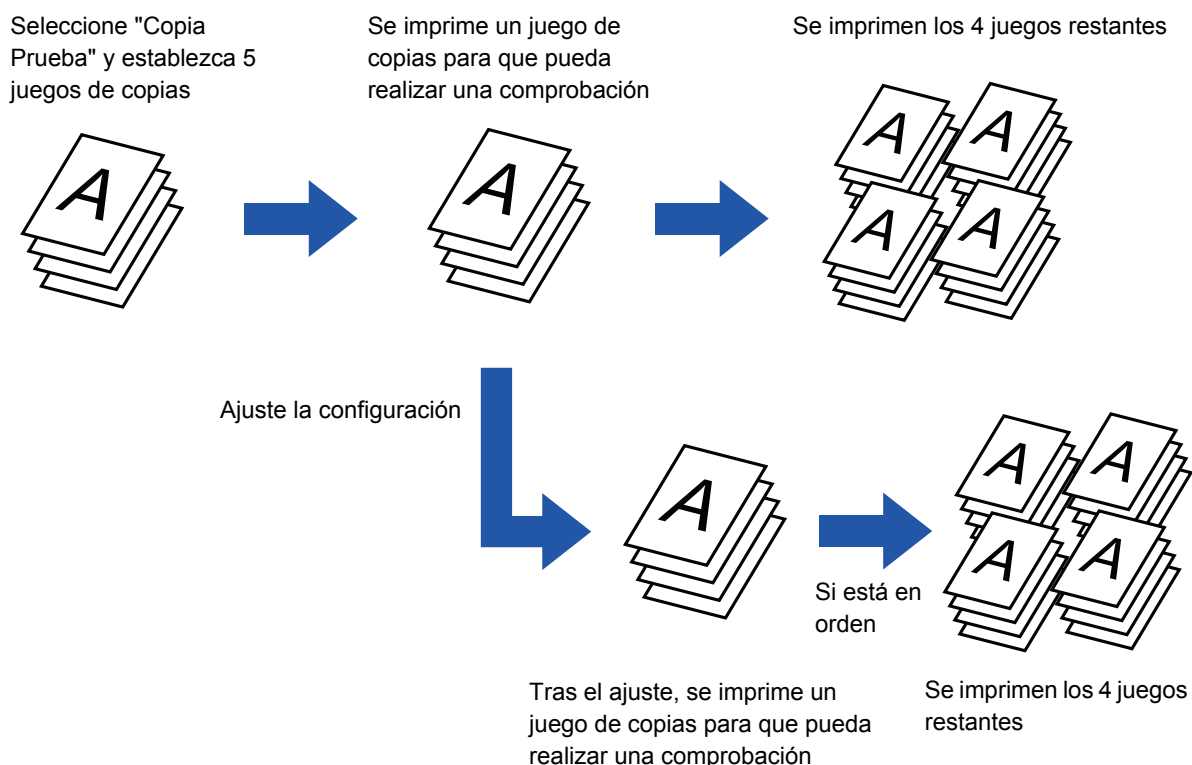 Seleccione "Copia
Prueba" y establezca 5
juegos de copias
Se imprime un juego de
copias para que pueda
realizar una comprobación
Se imprimen los 4 juegos restantes
A
A
A
A
A
A
Ajuste la configuración
A
A
A
A
A
Si está en
orden
Tras el ajuste, se imprime un
juego de copias para que pueda
realizar una comprobación
Se imprimen los 4 juegos
restantes